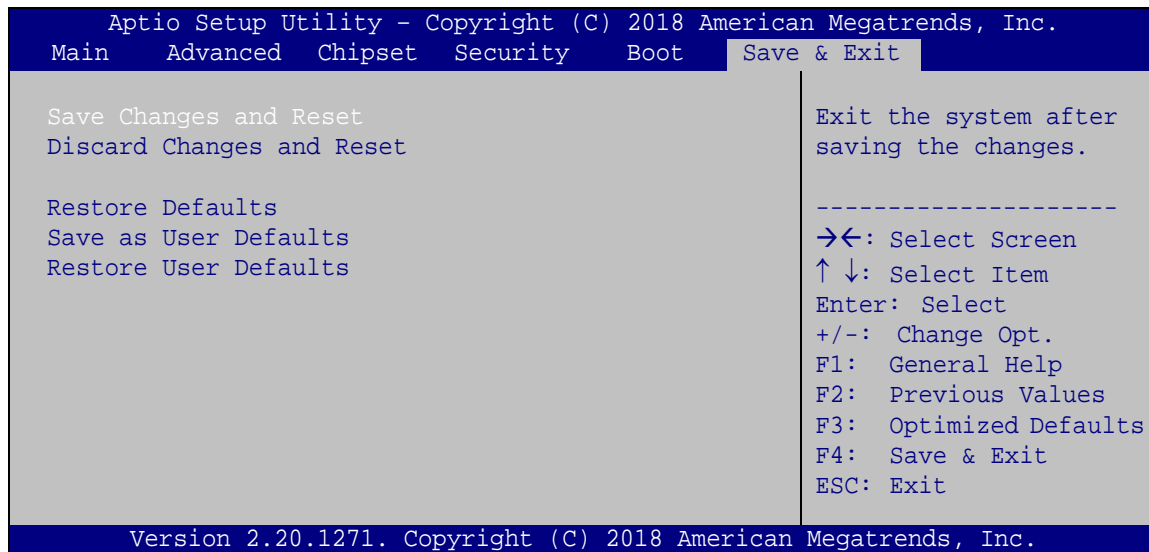 Aptio Setup Utility – Copyright (C) 2018 American Megatrends, Inc.
Main Advanced Chipset Security Boot Save & Exit
Save Changes and Reset
Discard Changes and Reset
Restore Defaults
Save as User Defaults
Restore User Defaults
Exit the system after
saving the changes.
---------------------
→←: Select Screen
↑ ↓: Select Item
Enter: Select
+/-: Change Opt.
F1: General Help
F2: Previous Values
F3: Optimized Defaults
F4: Save & Exit
ESC: Exit
Version 2.20.1271. Copyright (C) 2018 American Megatrends, Inc.